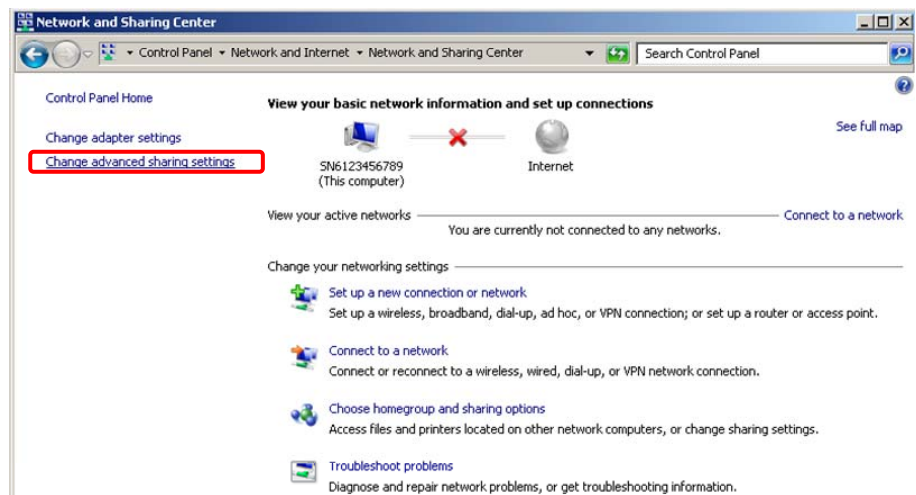 Network and Sharing Center
Control Panel Network and Internet Network and Sharing Center Search Control Panel
Control Panel Home
Change adapter settings
Change advanced sharing settings
View your basic network information and set up connections
See full map
SN6123456789
(This computer)
Internet
View your active networks
Connect to a network
You are currently not connected to any networks.
Change your networking settings
Set up a new connection or network
Set up a wireless, broadband, dial-up, ad hoc, or VPN connection; or set up a router or access point.
Connect to a network
Connect or reconnect to a wireless, wired, dial-up, or VPN network connection.
Choose homegroup and sharing options
Access files and printers located on other network computers, or change sharing settings.
Troubleshoot problems
Diagnose and repair network problems, or get troubleshooting information.